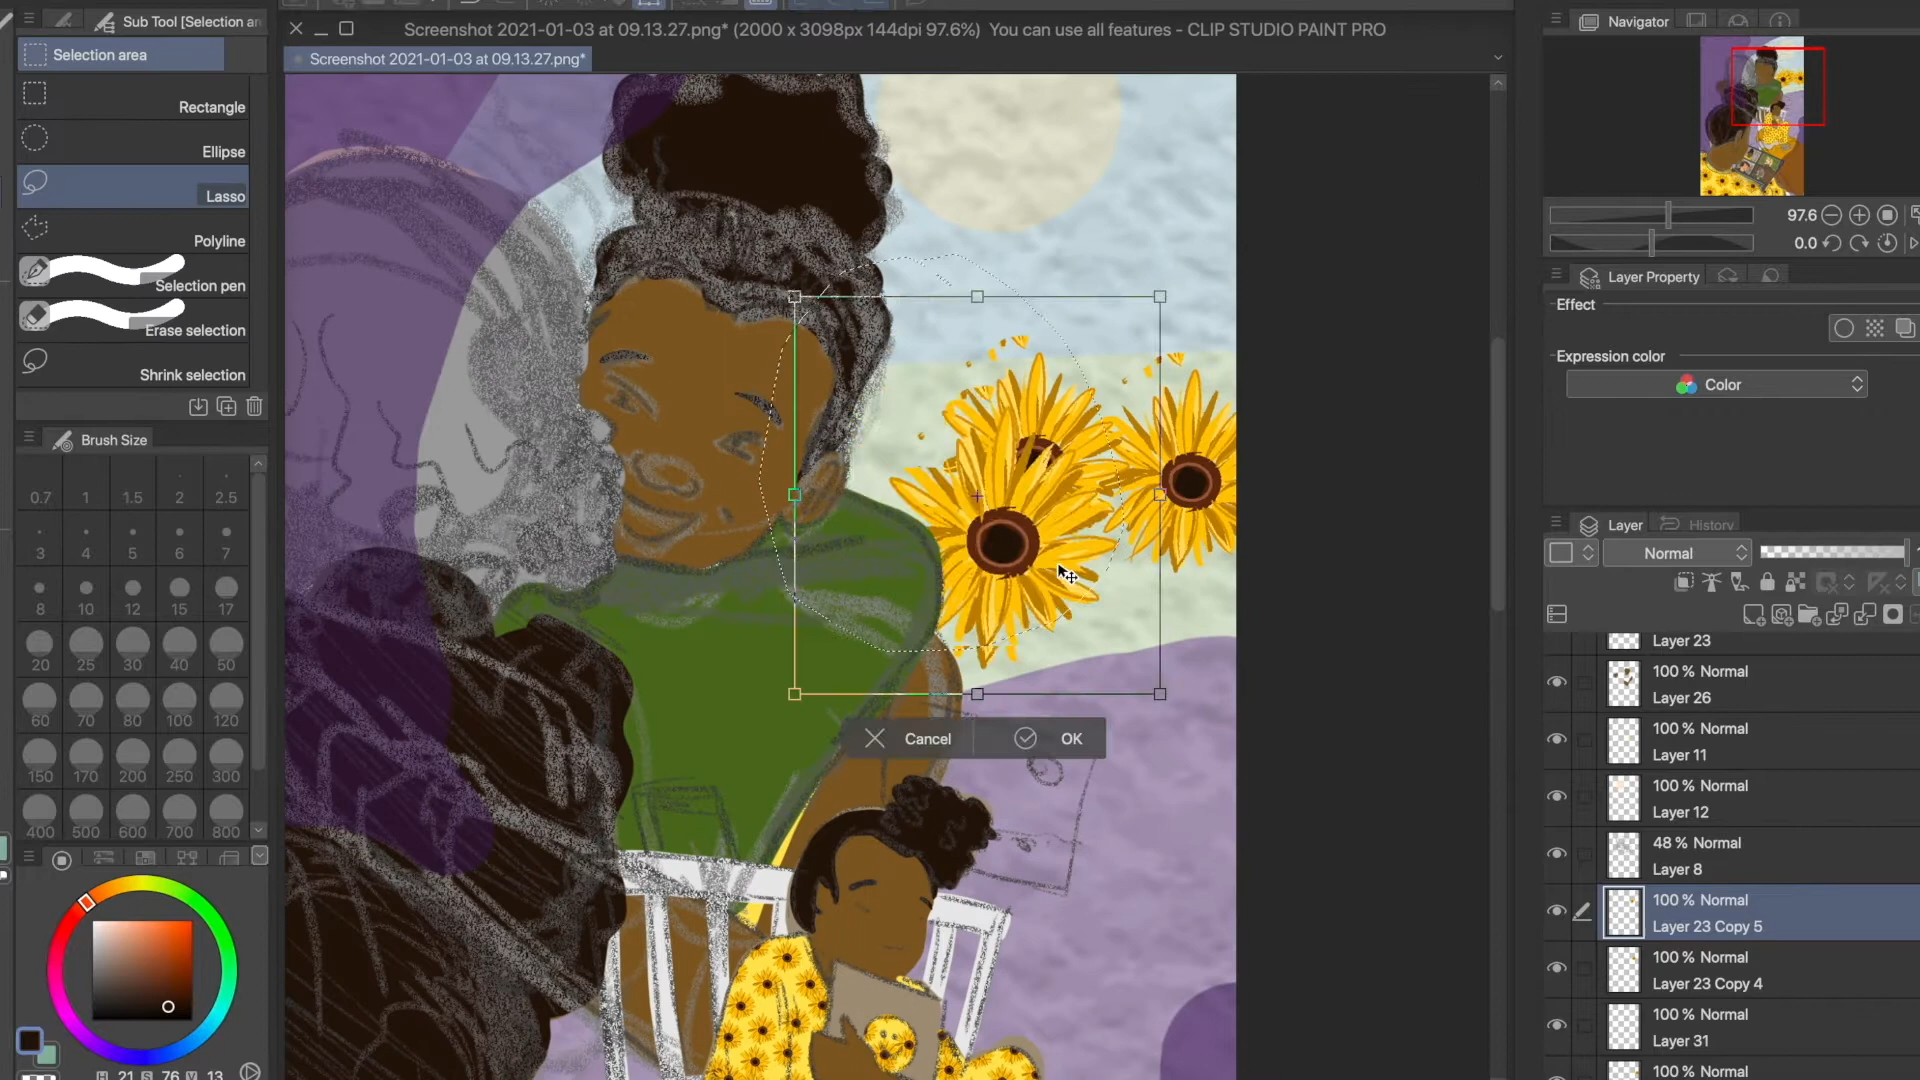 Screenshot 2021-01-03 at 09.13.27.png* (2000 x 3098px 144dpi 97.6%)  You can use all features - CLIP STUDIO PAINT PRO
Screenshot 2021-01-03 at 09.13.27.png*
Sub Tool [Selection ar
Selection area
Rectangle
Ellipse
Lasso
Polyline
Selection pen
Erase selection
Shrink selection
Brush Size
0.7 1 1.5 2 2.5
3 4 5 6 7
8 10 12 15 17
20 25 30 40 50
60 70 80 100 120
150 170 200 250 300
400 500 600 700 800
H 21 S 76 V 13
Cancel OK
Navigator
97.6
0.0
Layer Property
Effect
Expression color
Color
Layer History
Normal
Layer 23
100 % Normal
Layer 26
100 % Normal
Layer 11
100 % Normal
Layer 12
48 % Normal
Layer 8
100 % Normal
Layer 23 Copy 5
100 % Normal
Layer 23 Copy 4
100 % Normal
Layer 31
100 % Normal